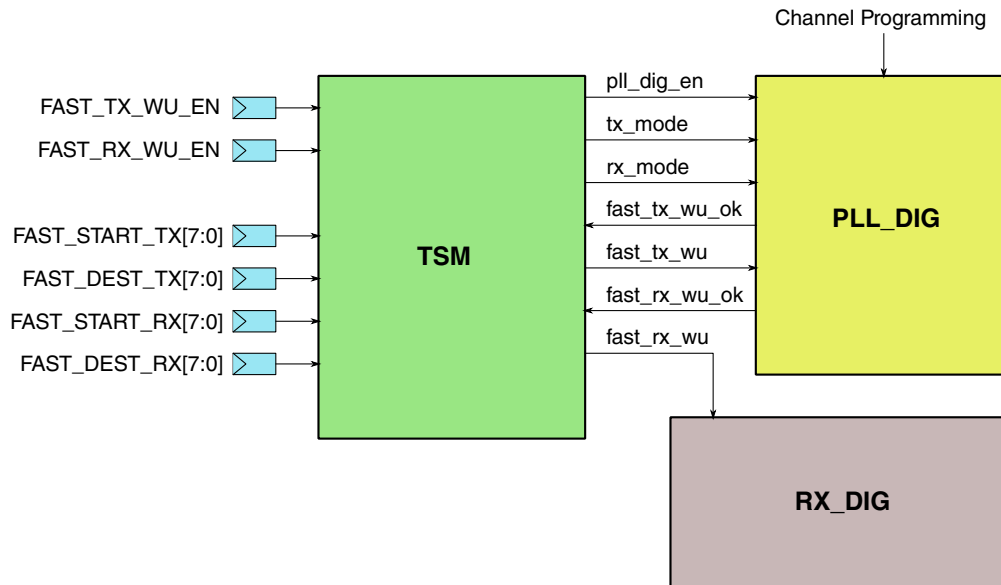 Channel Programming
FAST_TX_WU_EN
FAST_RX_WU_EN
FAST_START_TX[7:0]
FAST_DEST_TX[7:0]
FAST_START_RX[7:0]
FAST_DEST_RX[7:0]
TSM
pll_dig_en
tx_mode
rx_mode
fast_tx_wu_ok
fast_tx_wu
fast_rx_wu_ok
fast_rx_wu
PLL_DIG
RX_DIG